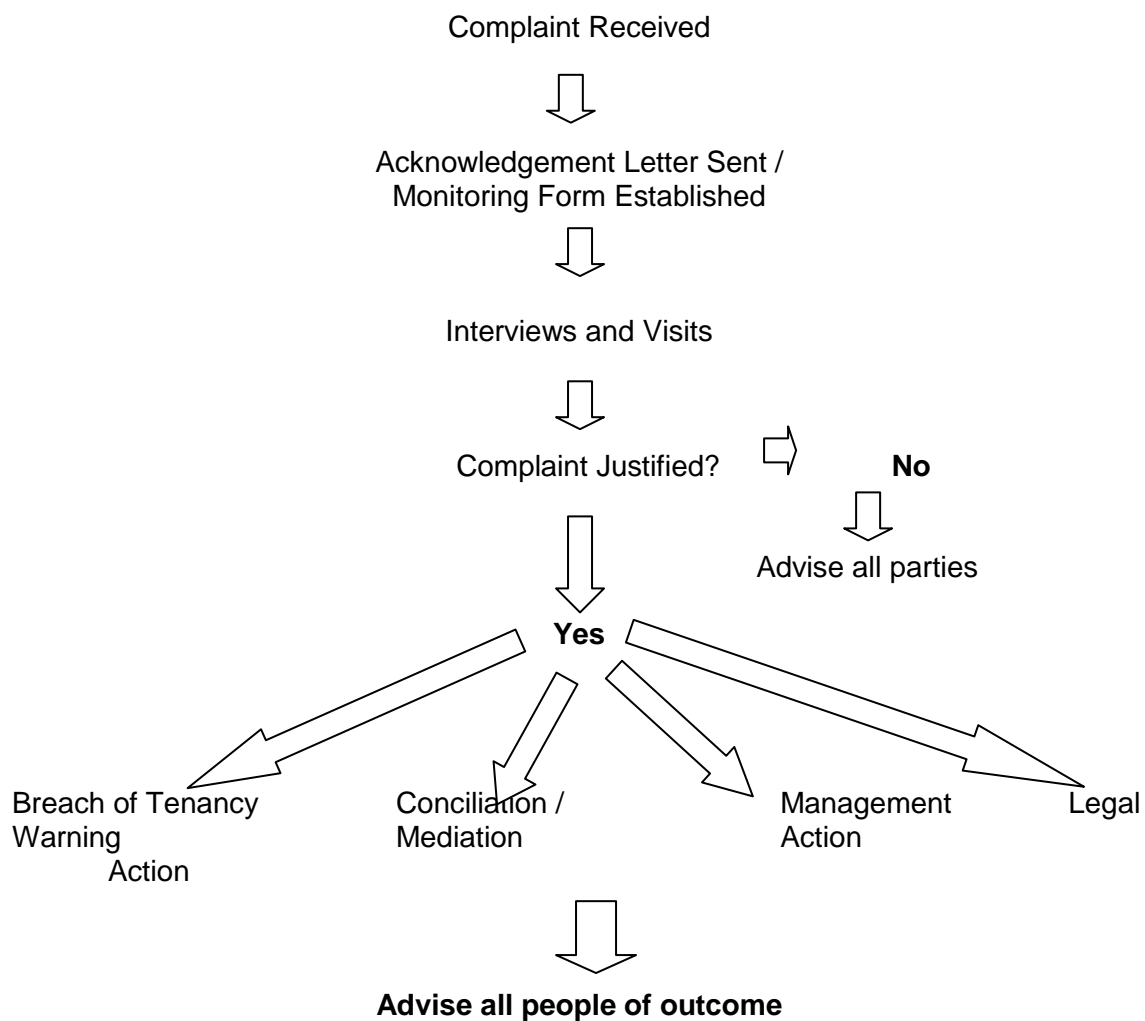 Complaint Received
Acknowledgement Letter Sent /
Monitoring Form Established
Interviews and Visits
Complaint Justified?
No
Advise all parties
Yes
Breach of Tenancy Conciliation / Management Legal
Warning Mediation Action
Action
Advise all people of outcome